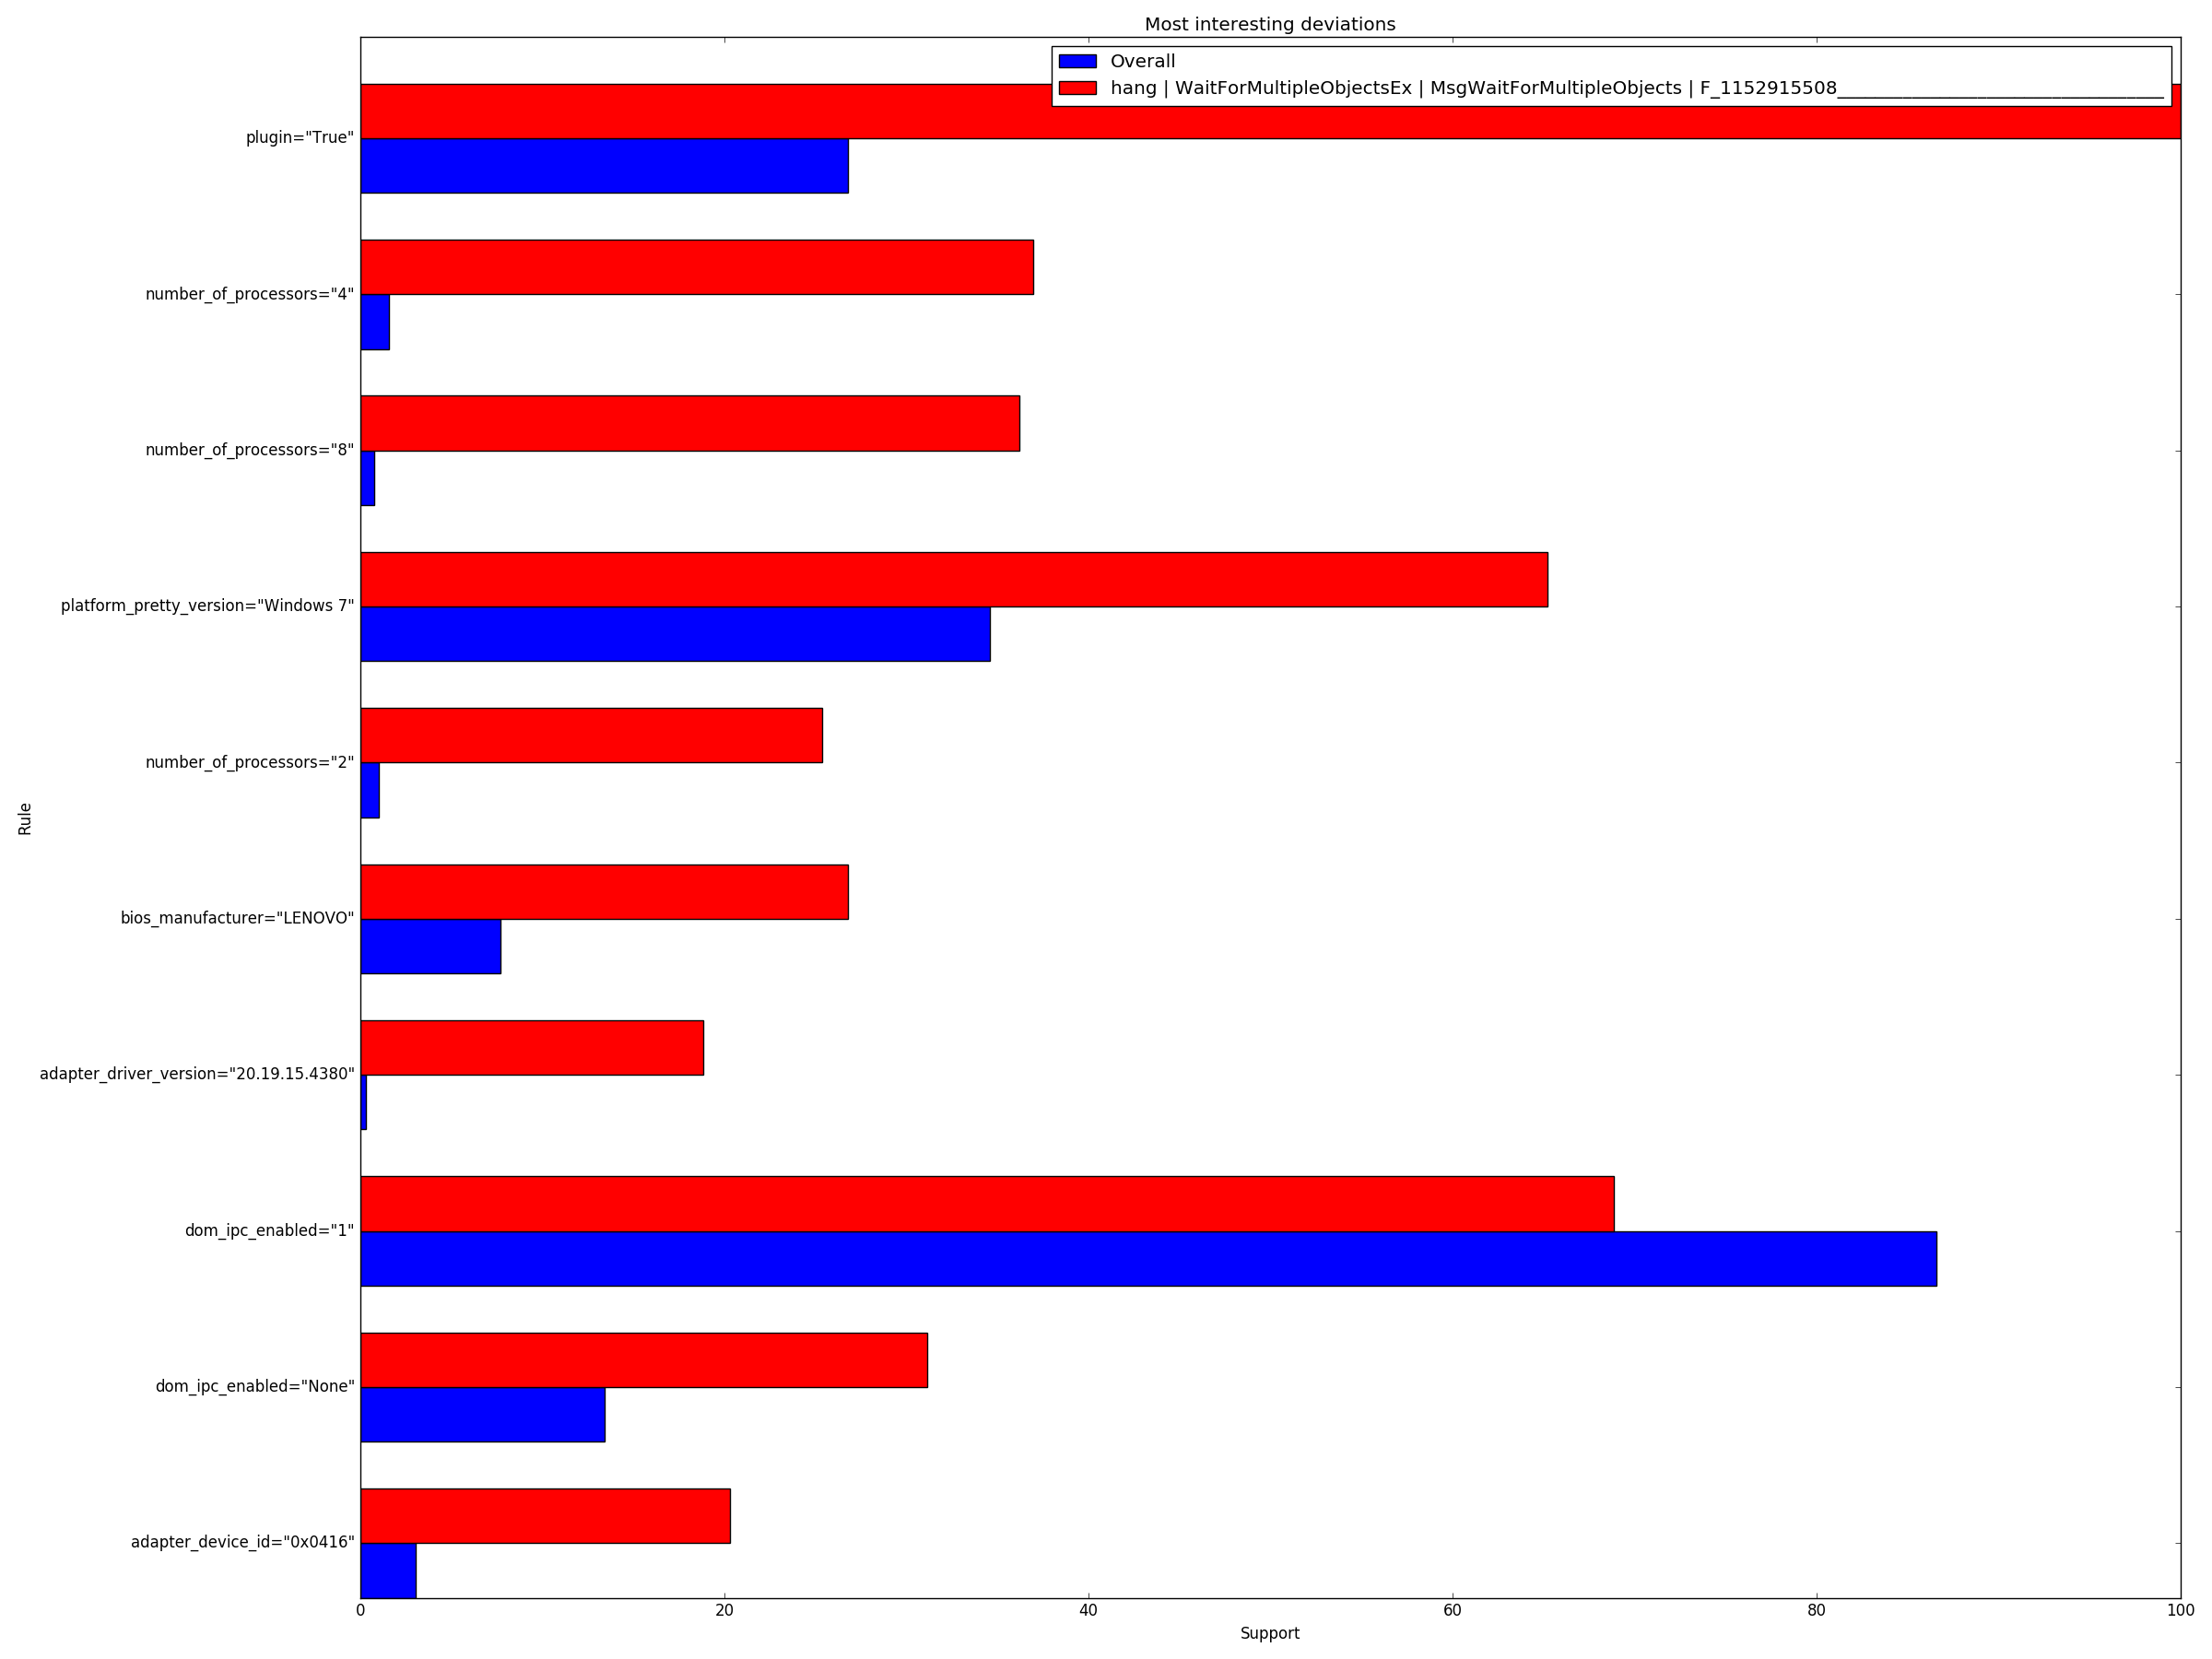 Most interesting deviations
Overall
hang | WaitForMultipleObjectsEx | MsgWaitForMultipleObjects | F_1152915508___________________________________
plugin="True"
number_of_processors="4"
number_of_processors="8"
platform_pretty_version="Windows 7"
number_of_processors="2"
Rule
bios_manufacturer="LENOVO"
adapter_driver_version="20.19.15.4380"
dom_ipc_enabled="1"
dom_ipc_enabled="None"
adapter_device_id="0x0416"
0 20 40 60 80 100
Support